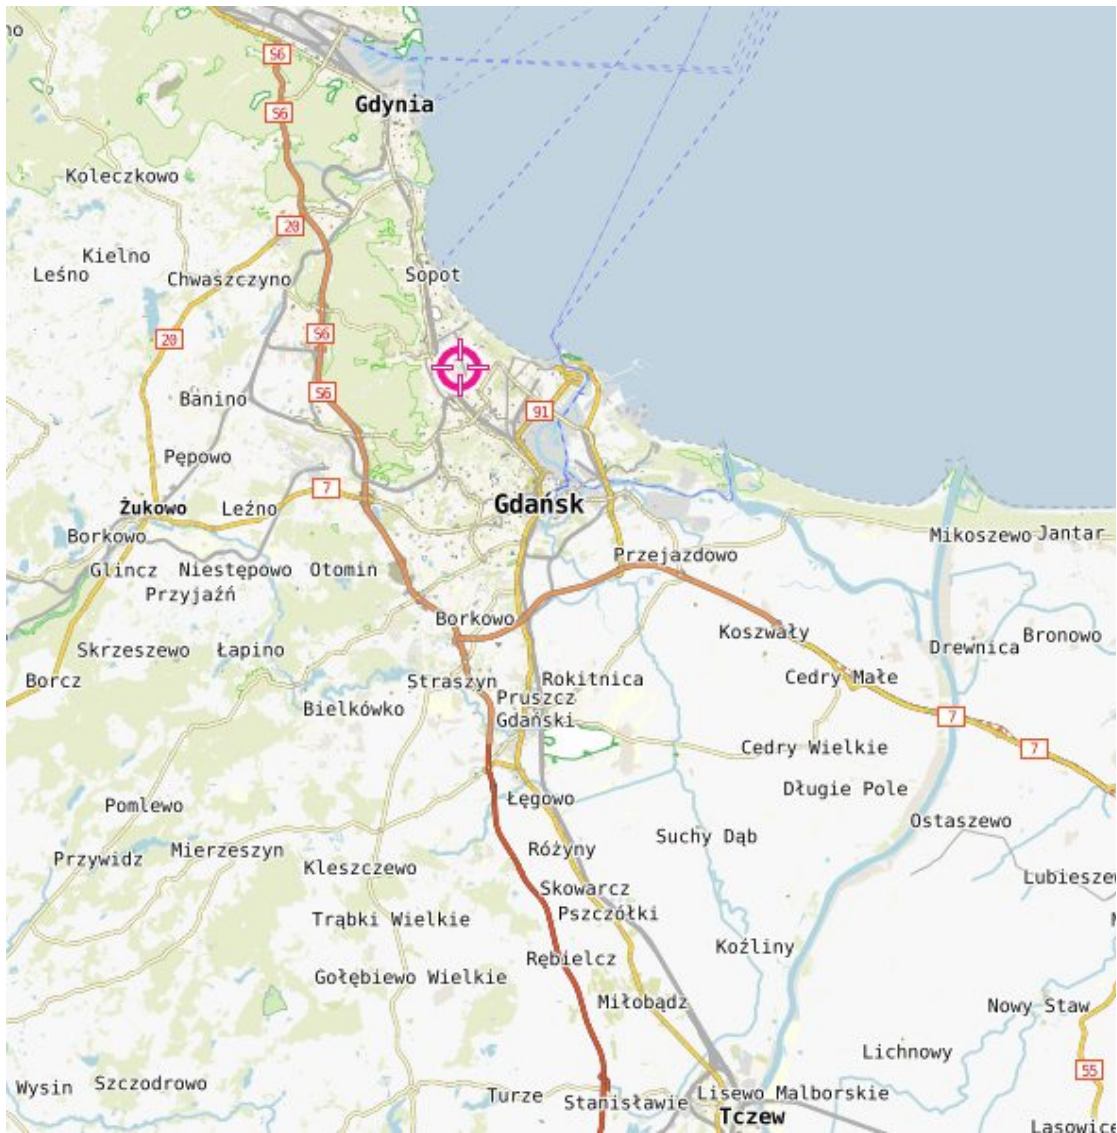 no
S6
Gdynia
S6
Koleczkowo
20
Kielno
Leśno
Chwaszczyno
Sopot
20
S6
S6
Banino
91
Pępowo
7
Gdańsk
Żukowo
Leźno
Borkowo
Mikoszewo
Jantar
Przejazdowo
Glincz
Niestępowo
Otomin
Przyjaźń
Borkowo
Koszwały
Bronowo
Skrzeszewo
Łapino
Drewnica
Borcz
Straszyn
Rokitnica
Cedry Małe
Bielkówko
Pruszcz
Gdański
7
7
Cedry Wielkie
Długie Pole
Pomlewo
Łęgowo
Ostaszewo
Suchy Dąb
Przywidz
Mierzeszyn
Różyny
Kleszczewo
Lubieszew
Skowarcz
Trąbki Wielkie
Pszczółki
Koźliny
Rębielcz
Gołębiewo Wielkie
Miłobądz
Nowy Staw
Lichnowy
55
Wysin
Szczodrowo
Turze
Stanisławie
Lisewo Malborskie
Tczew
Lasowice